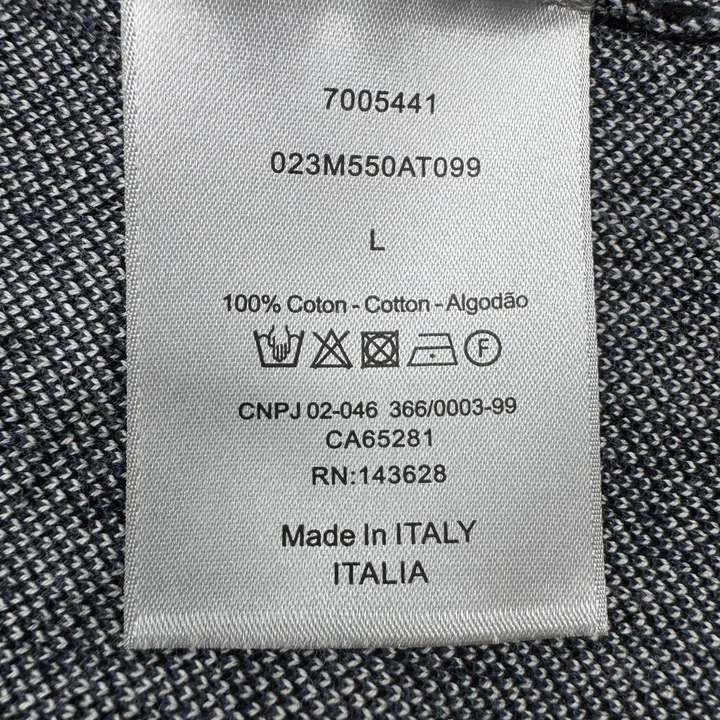 7005441
023M550AT099
L
100% Coton - Cotton - Algodão
F
CNPJ 02-046 366/0003-99
CA65281
RN:143628
Made In ITALY
ITALIA